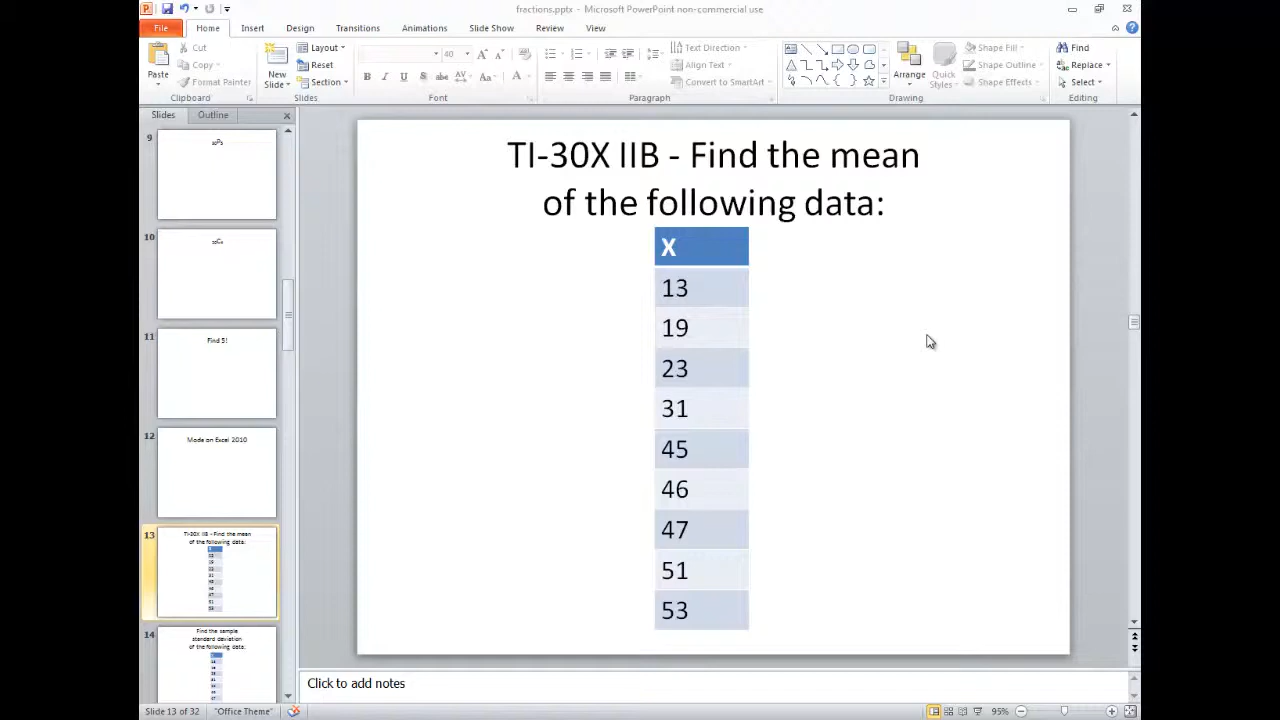 fractions.pptx - Microsoft PowerPoint non-commercial use
File Home Insert Design Transitions Animations Slide Show Review View
Paste
Cut
Copy
Format Painter
Clipboard
New
Slide
Layout
Reset
Section
Slides
40
Font
Paragraph
Text Direction
Align Text
Convert to SmartArt
Arrange
Quick
Styles
Shape Fill
Shape Outline
Shape Effects
Drawing
Find
Replace
Select
Editing
Slides Outline
9
10
11
Find 5!
12
Mode on Excel 2010
13
TI-30X IIB - Find the mean
of the following data:
14
Find the sample
standard deviation
of the following data:
TI-30X IIB - Find the mean
of the following data:
X
13
19
23
31
45
46
47
51
53
Click to add notes
Slide 13 of 32 "Office Theme" 95%